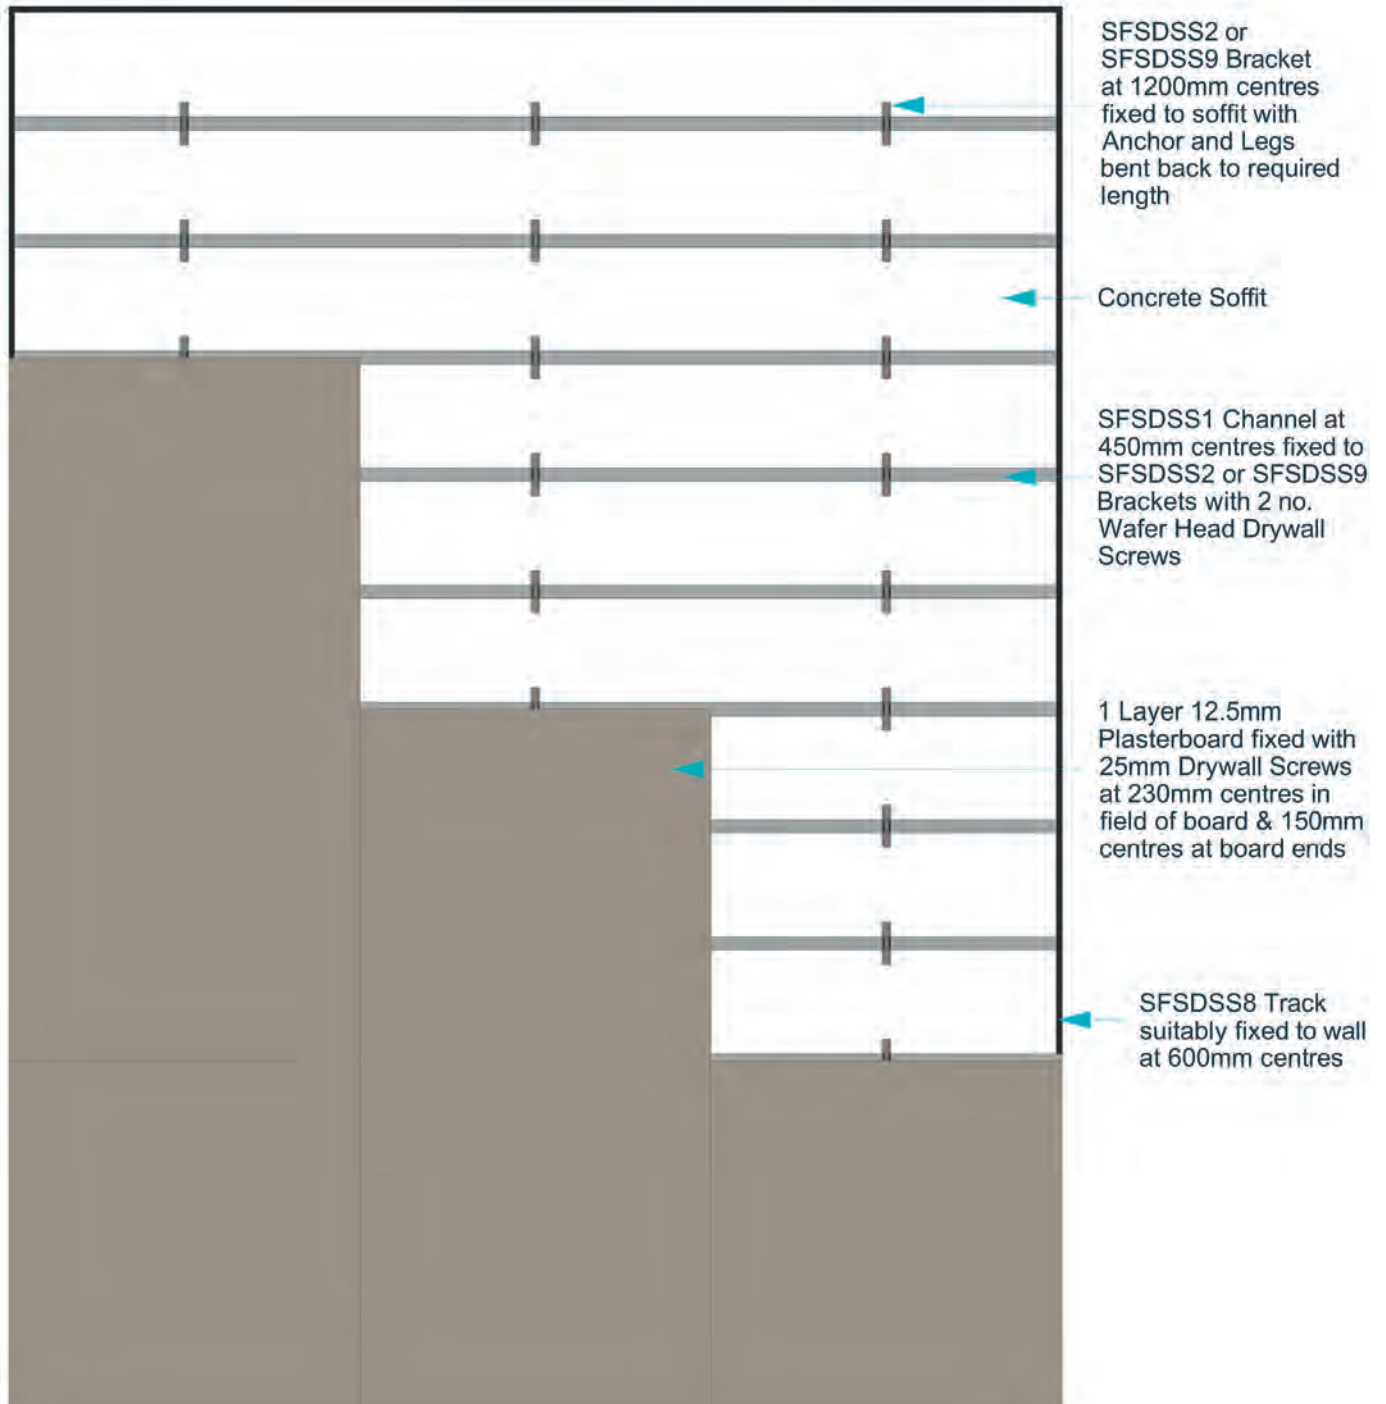 SFSDSS2 or
SFSDSS9 Bracket
at 1200mm centres
fixed to soffit with
Anchor and Legs
bent back to required
length
Concrete Soffit
SFSDSS1 Channel at
450mm centres fixed to
SFSDSS2 or SFSDSS9
Brackets with 2 no.
Wafer Head Drywall
Screws
1 Layer 12.5mm
Plasterboard fixed with
25mm Drywall Screws
at 230mm centres in
field of board & 150mm
centres at board ends
SFSDSS8 Track
suitably fixed to wall
at 600mm centres